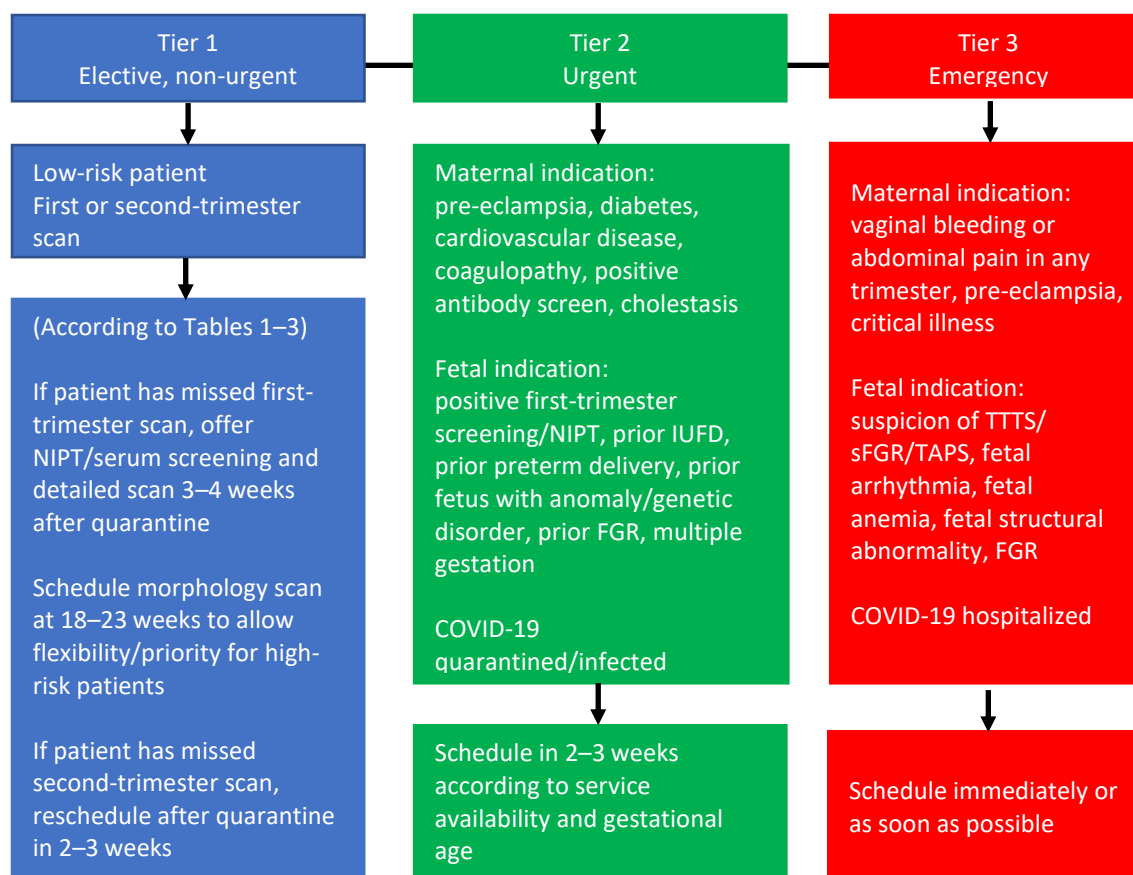 Tier 1
Elective, non-urgent
Low-risk patient
First or second-trimester
scan
(According to Tables 1–3)
If patient has missed first-
trimester scan, offer
NIPT/serum screening and
detailed scan 3–4 weeks
after quarantine
Schedule morphology scan
at 18–23 weeks to allow
flexibility/priority for high-
risk patients
If patient has missed
second-trimester scan,
reschedule after quarantine
in 2–3 weeks
Tier 2
Urgent
Maternal indication:
pre-eclampsia, diabetes,
cardiovascular disease,
coagulopathy, positive
antibody screen, cholestasis
Fetal indication:
positive first-trimester
screening/NIPT, prior IUFD,
prior preterm delivery, prior
fetus with anomaly/genetic
disorder, prior FGR, multiple
gestation
COVID-19
quarantined/infected
Schedule in 2–3 weeks
according to service
availability and gestational
age
Tier 3
Emergency
Maternal indication:
vaginal bleeding or
abdominal pain in any
trimester, pre-eclampsia,
critical illness
Fetal indication:
suspicion of TTTS/
sFGR/TAPS, fetal
arrhythmia, fetal
anemia, fetal structural
abnormality, FGR
COVID-19 hospitalized
Schedule immediately or
as soon as possible